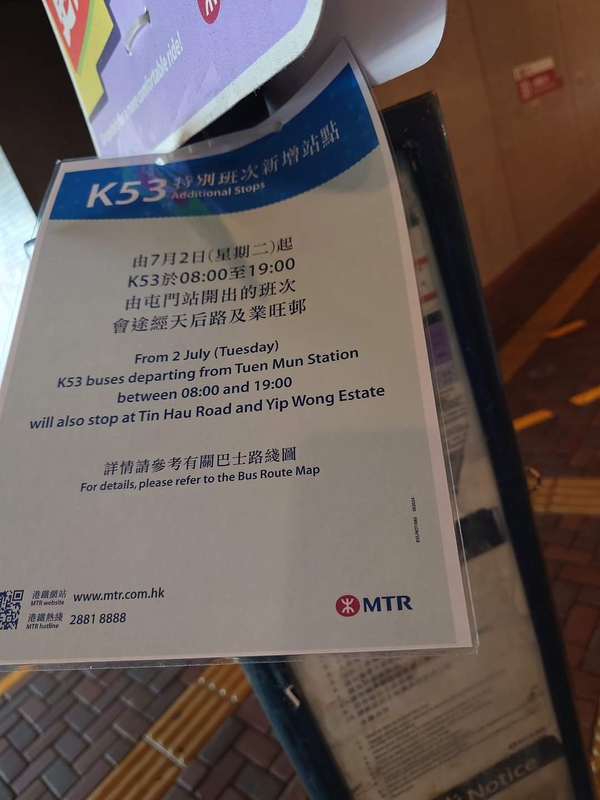 for a more comfortable ride!
K53 特別班次新增站點
Additional Stops
由7月2日(星期二)起
K53於08:00至19:00
由屯門站開出的班次
會途經天后路及業旺邨
From 2 July (Tuesday)
K53 buses departing from Tuen Mun Station
between 08:00 and 19:00
will also stop at Tin Hau Road and Yip Wong Estate
詳情請參考有關巴士路綫圖
For details, please refer to the Bus Route Map
港鐵網站
MTR website
www.mtr.com.hk
港鐵熱綫
MTR hotline
2881 8888
MTR
Notice